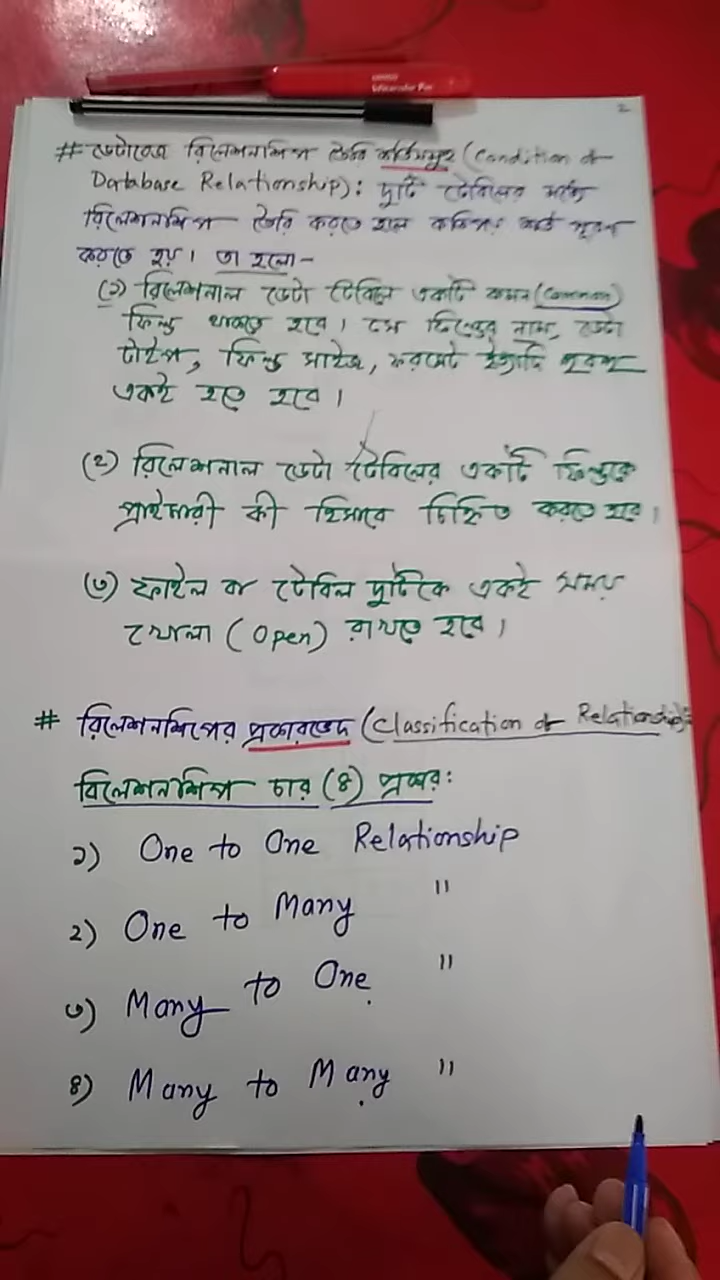 2
# ডেটাবেজ রিলেশনশিপ তৈরি শর্তসমূহ (Condition of
Database Relationship): দুটি টেবিলের মধ্যে
রিলেশনশিপ তৈরি করতে হলে কতিপয় শর্ত পূরণ
করতে হয়। তা হলো-
(১) রিলেশনাল ডেটা টেবিলে একটি কমন (Common)
ফিল্ড থাকতে হবে। সে ফিল্ডের নাম, ডেটা
টাইপ, ফিল্ড সাইজ, ফরমেট ইত্যাদি
একই হতে হবে।
(২) রিলেশনাল ডেটা টেবিলের একটি ফিল্ডকে
প্রাইমারী কী হিসাবে চিহ্নিত করতে হবে।
(৩) ফাইল বা টেবিল দুটিকে একই সময়
খোলা (Open) রাখতে হবে।
# রিলেশনশিপের প্রকারভেদ (Classification of Relationship):
রিলেশনশিপ চার (৪) প্রকার:
১) One to One Relationship
২) One to Many "
৩) Many to One "
৪) Many to Many "